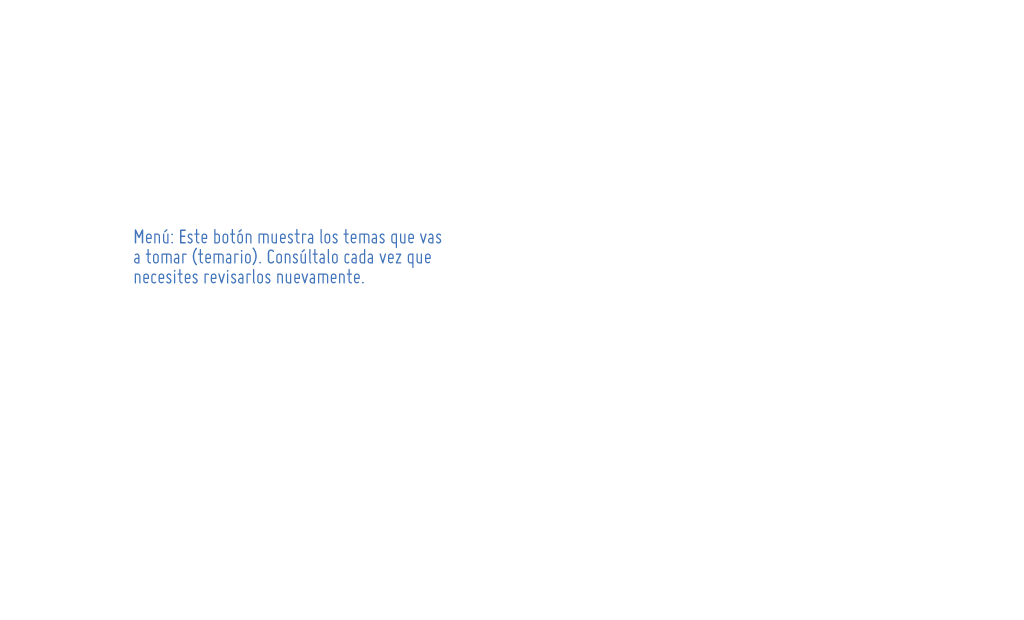 Menú: Este botón muestra los temas que vas
a tomar (temario). Consúltalo cada vez que
necesites revisarlos nuevamente.